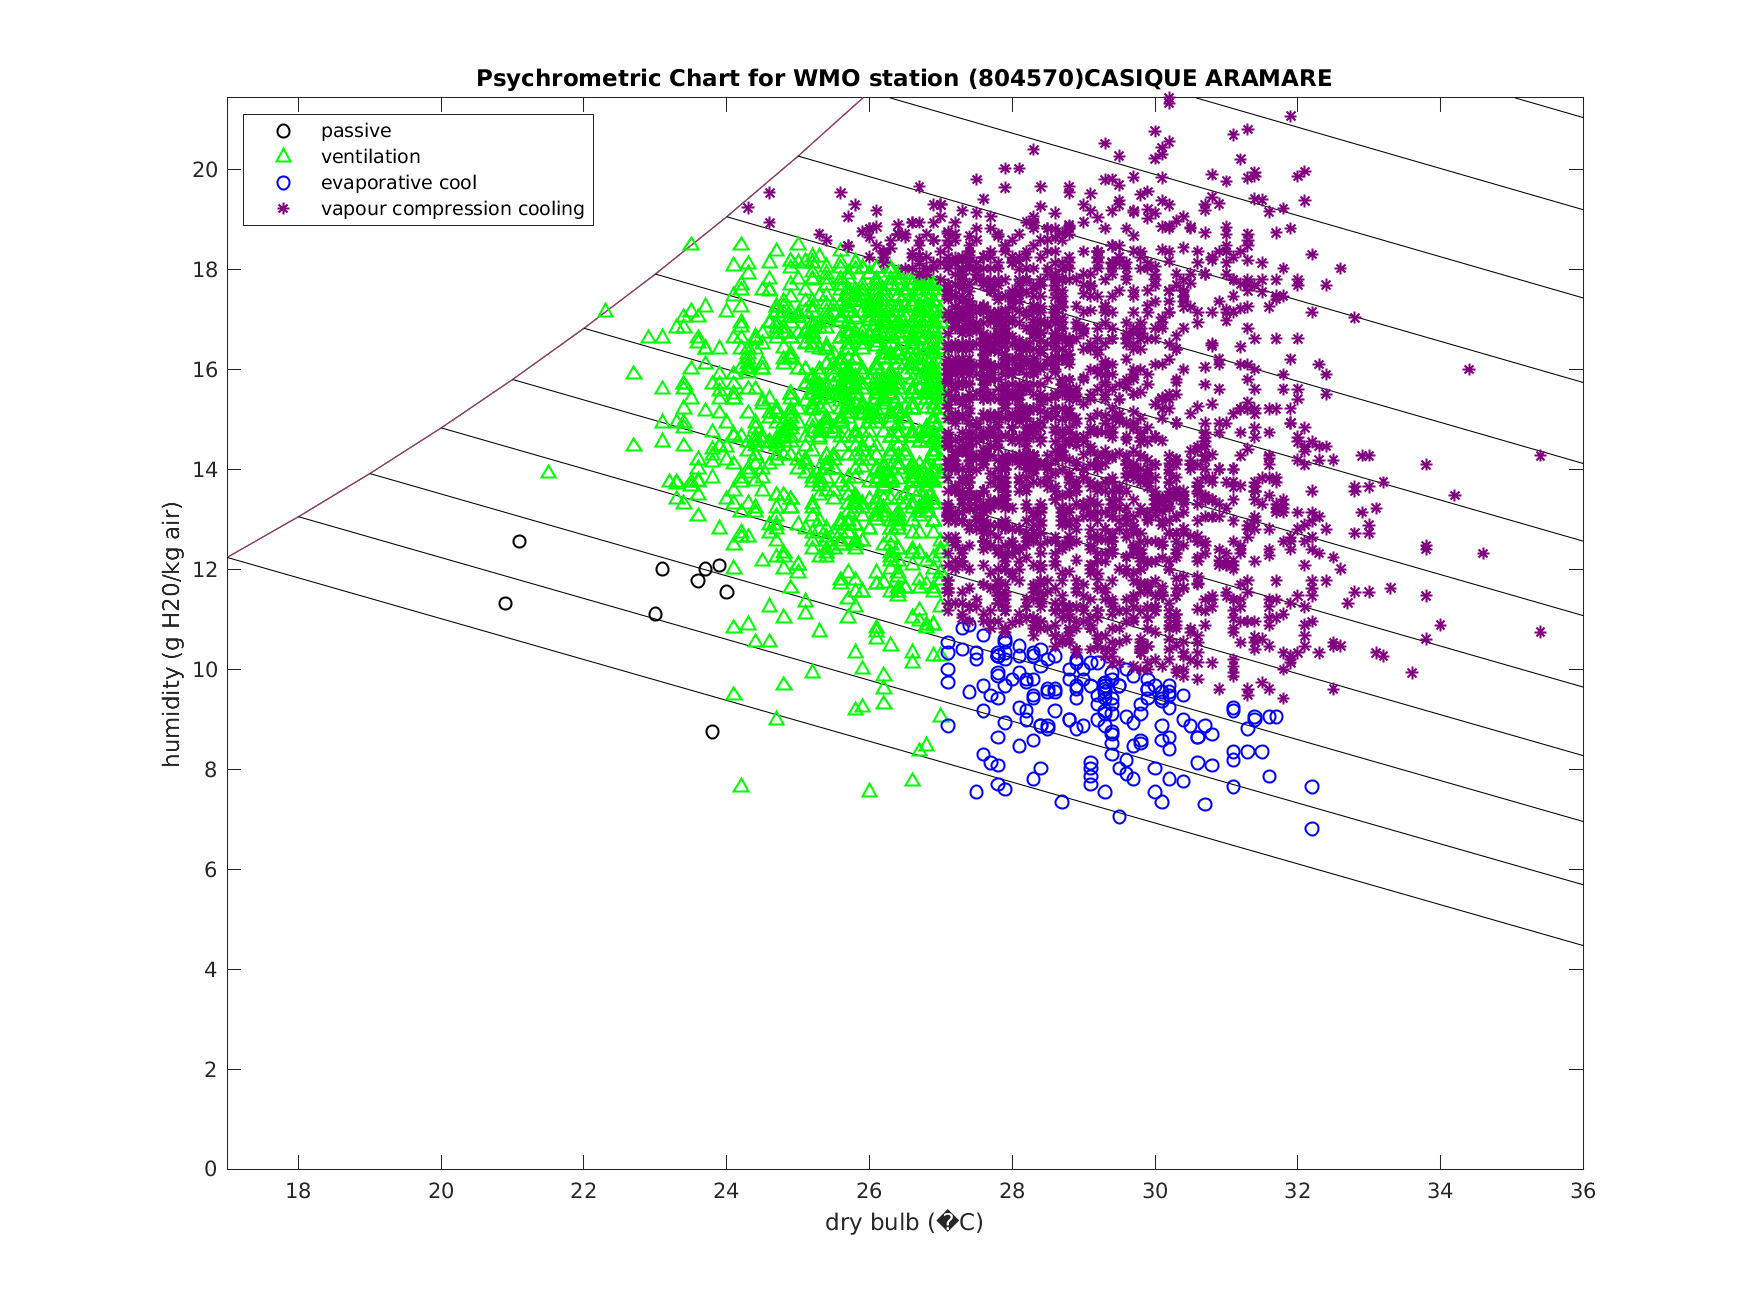 Psychrometric Chart for WMO station (804570)CASIQUE ARAMARE
passive
ventilation
evaporative cool
vapour compression cooling
humidity (g H20/kg air)
20
18
16
14
12
10
8
6
4
2
0
18 20 22 24 26 28 30 32 34 36
dry bulb (�C)